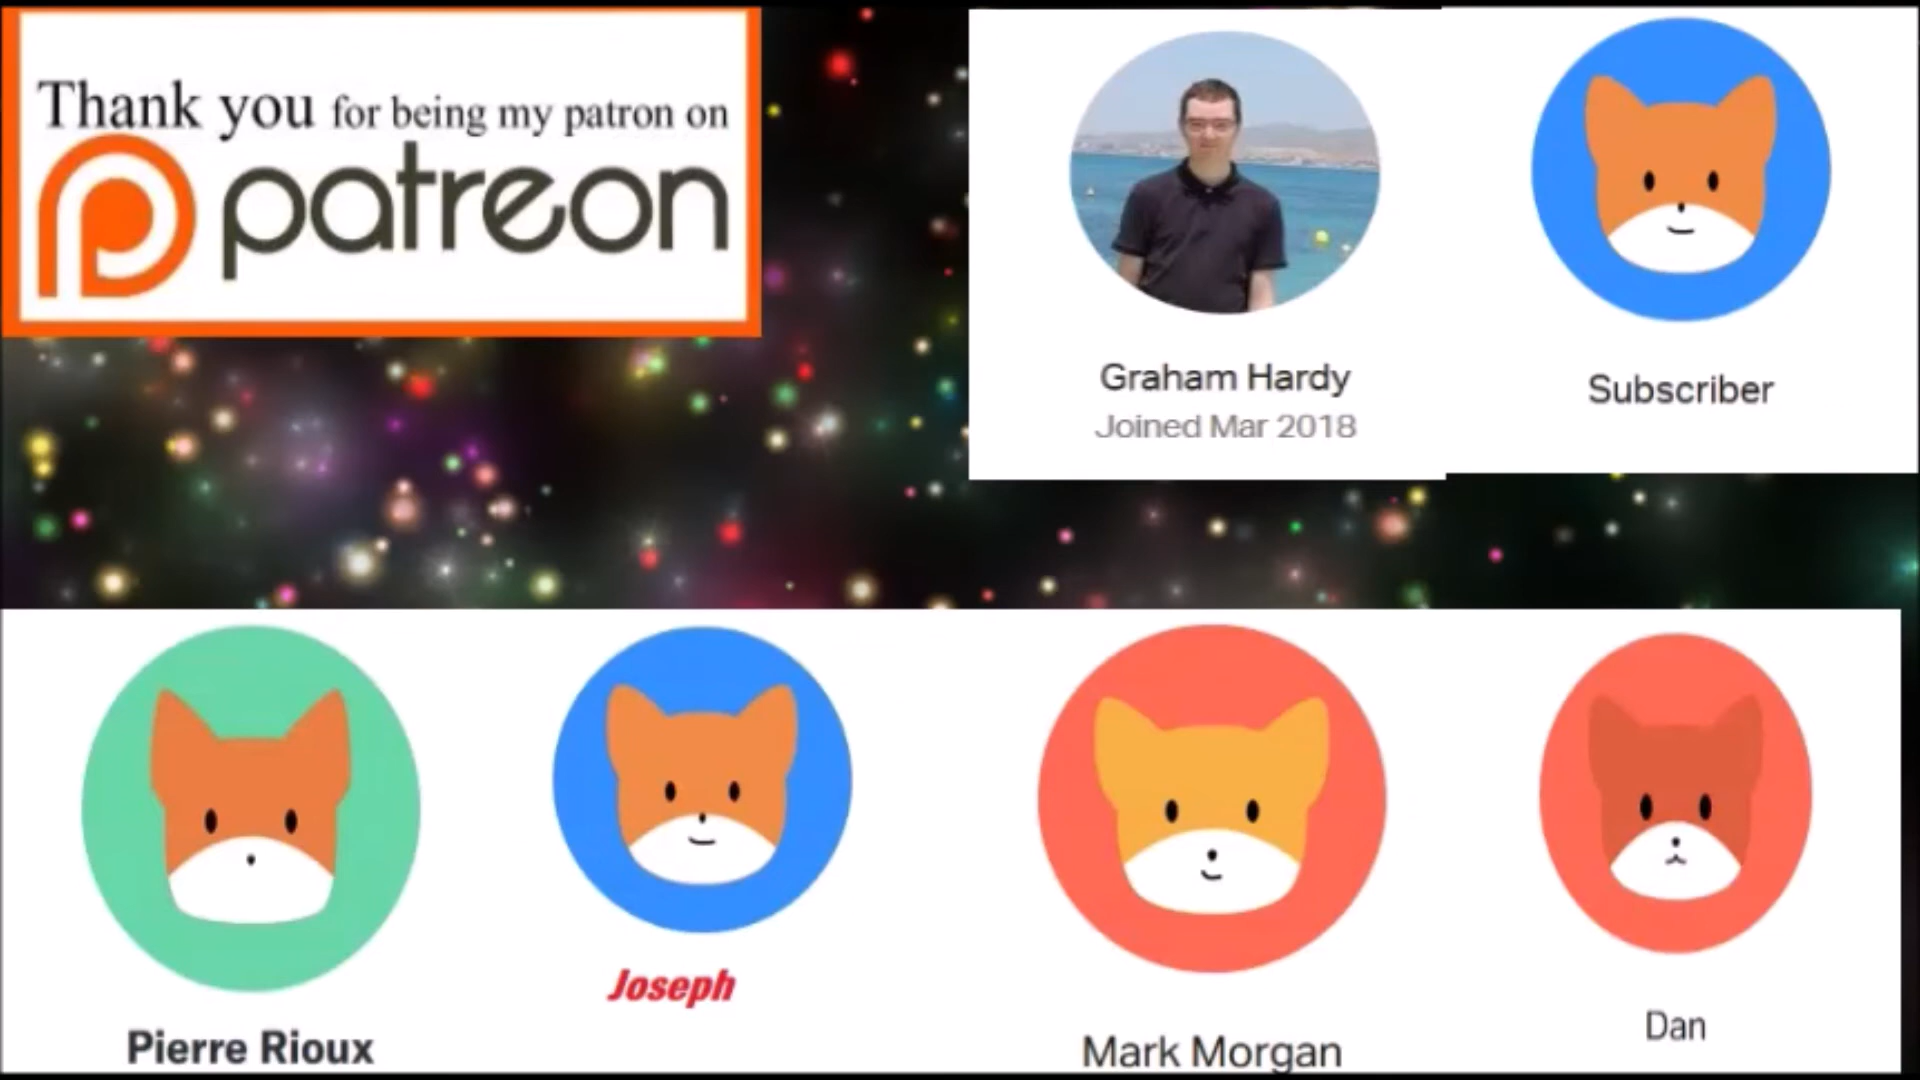 Thank you for being my patron on
patreon
Graham Hardy
Joined Mar 2018
Subscriber
Pierre Rioux
Joseph
Mark Morgan
Dan